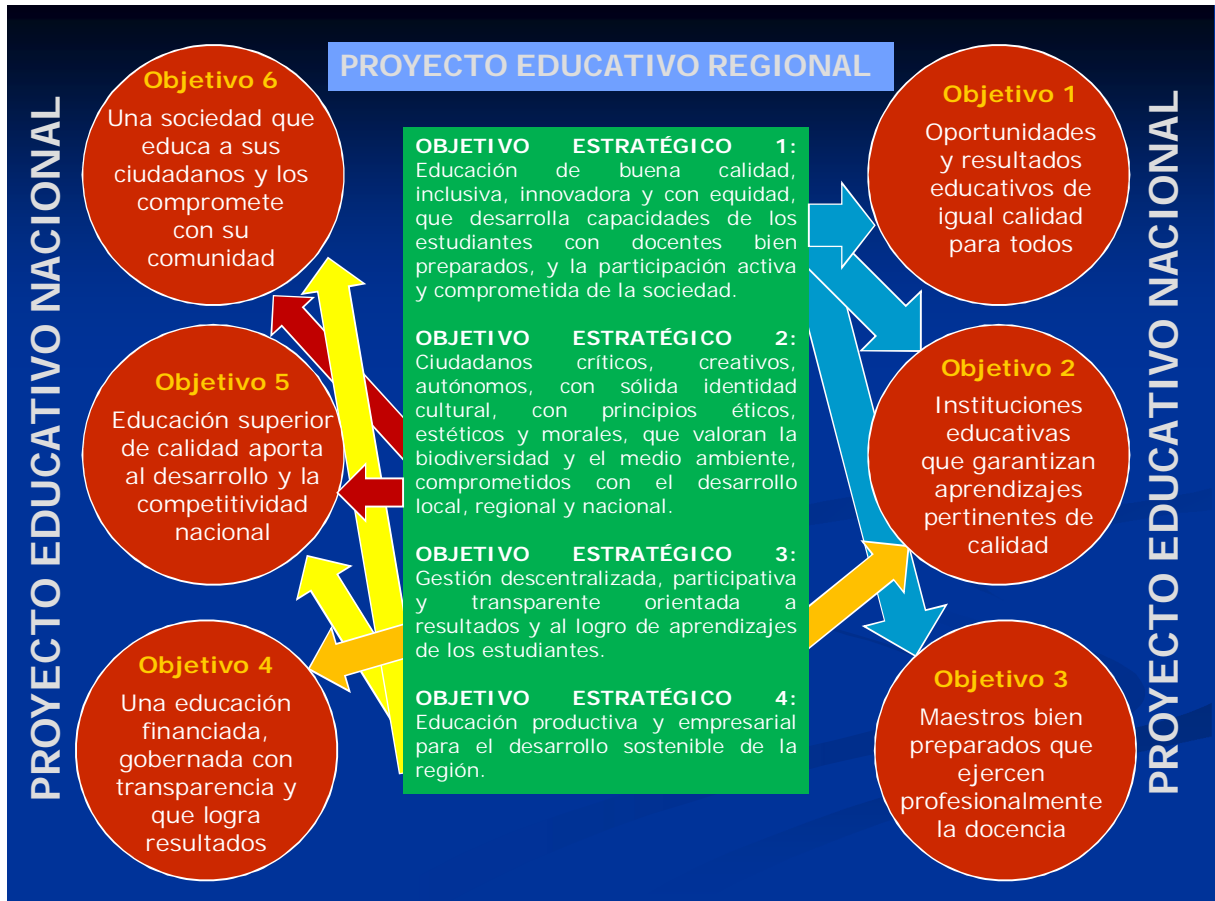 PROYECTO EDUCATIVO REGIONAL
PROYECTO EDUCATIVO NACIONAL
Objetivo 6
Una sociedad que
educa a sus
ciudadanos y los
compromete
con su
comunidad
Objetivo 5
Educación superior
de calidad aporta
al desarrollo y la
competitividad
nacional
Objetivo 4
Una educación
financiada,
gobernada con
transparencia y
que logra
resultados
OBJETIVO ESTRATÉGICO 1:
Educación de buena calidad,
inclusiva, innovadora y con equidad,
que desarrolla capacidades de los
estudiantes con docentes bien
preparados, y la participación activa
y comprometida de la sociedad.
OBJETIVO ESTRATÉGICO 2:
Ciudadanos críticos, creativos,
autónomos, con sólida identidad
cultural, con principios éticos,
estéticos y morales, que valoran la
biodiversidad y el medio ambiente,
comprometidos con el desarrollo
local, regional y nacional.
OBJETIVO ESTRATÉGICO 3:
Gestión descentralizada, participativa
y transparente orientada a
resultados y al logro de aprendizajes
de los estudiantes.
OBJETIVO ESTRATÉGICO 4:
Educación productiva y empresarial
para el desarrollo sostenible de la
región.
Objetivo 1
Oportunidades
y resultados
educativos de
igual calidad
para todos
Objetivo 2
Instituciones
educativas
que garantizan
aprendizajes
pertinentes de
calidad
Objetivo 3
Maestros bien
preparados que
ejercen
profesionalmente
la docencia
PROYECTO EDUCATIVO NACIONAL